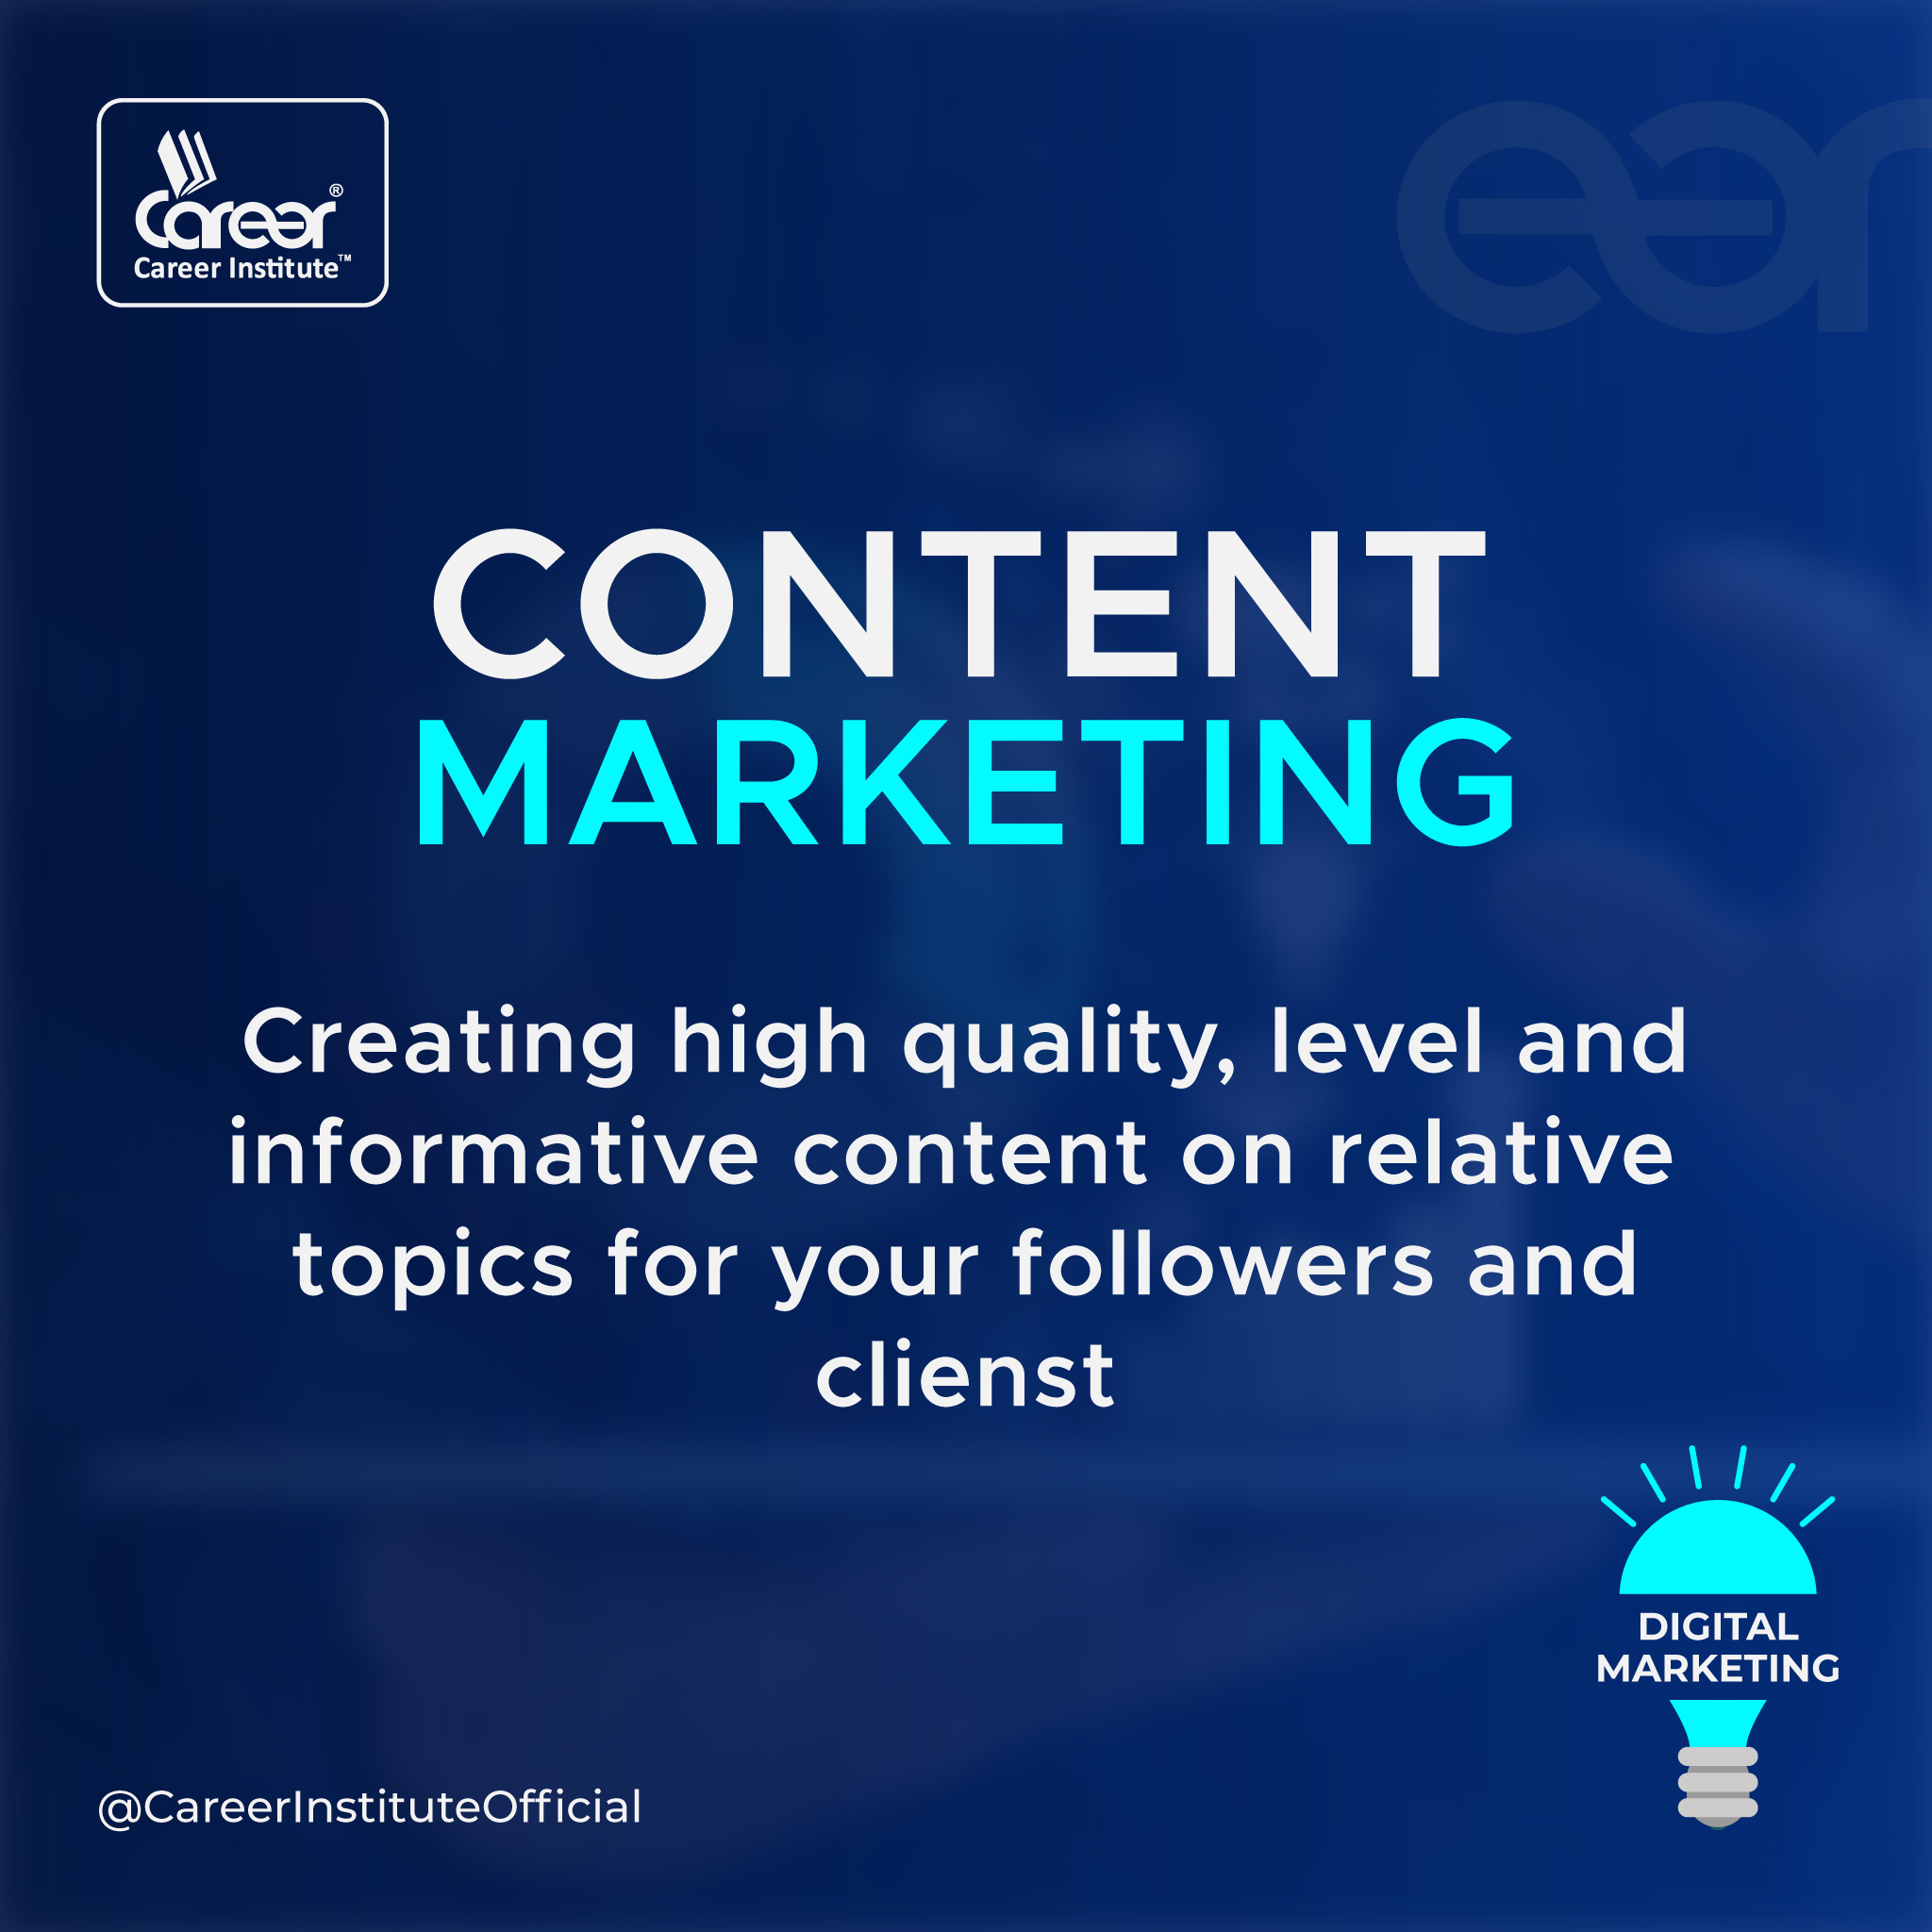 career®
Career Institute™
eer
CONTENT
MARKETING
Creating high quality, level and
informative content on relative
topics for your followers and
clienst
DIGITAL
MARKETING
@CareerInstituteOfficial